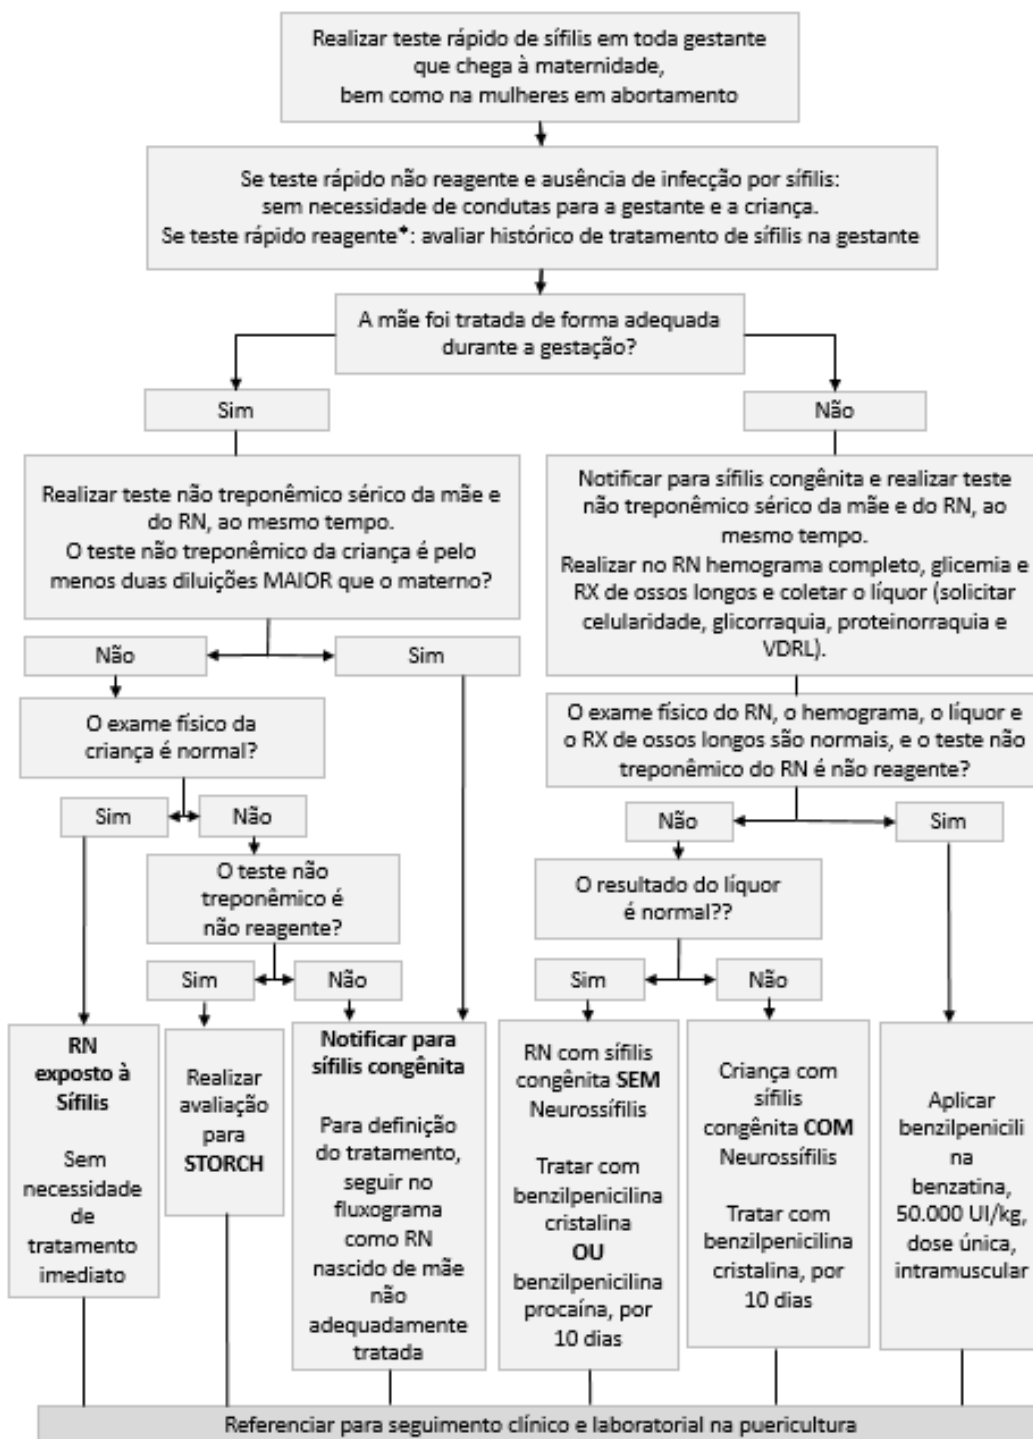 Realizar teste rápido de sífilis em toda gestante
que chega à maternidade,
bem como na mulheres em abortamento
Se teste rápido não reagente e ausência de infecção por sífilis:
sem necessidade de condutas para a gestante e a criança.
Se teste rápido reagente*: avaliar histórico de tratamento de sífilis na gestante
A mãe foi tratada de forma adequada
durante a gestação?
Sim
Não
Realizar teste não treponêmico sérico da mãe e
do RN, ao mesmo tempo.
O teste não treponêmico da criança é pelo
menos duas diluições MAIOR que o materno?
Notificar para sífilis congênita e realizar teste
não treponêmico sérico da mãe e do RN, ao
mesmo tempo.
Realizar no RN hemograma completo, glicemia e
RX de ossos longos e coletar o líquor (solicitar
celularidade, glicorraquia, proteinorraquia e
VDRL).
Não
Sim
O exame físico da
criança é normal?
O exame físico do RN, o hemograma, o líquor e
o RX de ossos longos são normais, e o teste não
treponêmico do RN é não reagente?
Sim
Não
Não
Sim
O teste não
treponêmico é
não reagente?
O resultado do líquor
é normal??
Sim
Não
Sim
Não
RN
exposto à
Sífilis
Sem
necessidade
de
tratamento
imediato
Realizar
avaliação
para
STORCH
Notificar para
sífilis congênita
Para definição
do tratamento,
seguir no
fluxograma
como RN
nascido de mãe
não
adequadamente
tratada
RN com sífilis
congênita SEM
Neurossífilis
Tratar com
benzilpenicilina
cristalina
OU
benzilpenicilina
procaína, por
10 dias
Criança com
sífilis
congênita COM
Neurossífilis
Tratar com
benzilpenicilina
cristalina, por
10 dias
Aplicar
benzilpenicili
na
benzatina,
50.000 UI/kg,
dose única,
intramuscular
Referenciar para seguimento clínico e laboratorial na puericultura